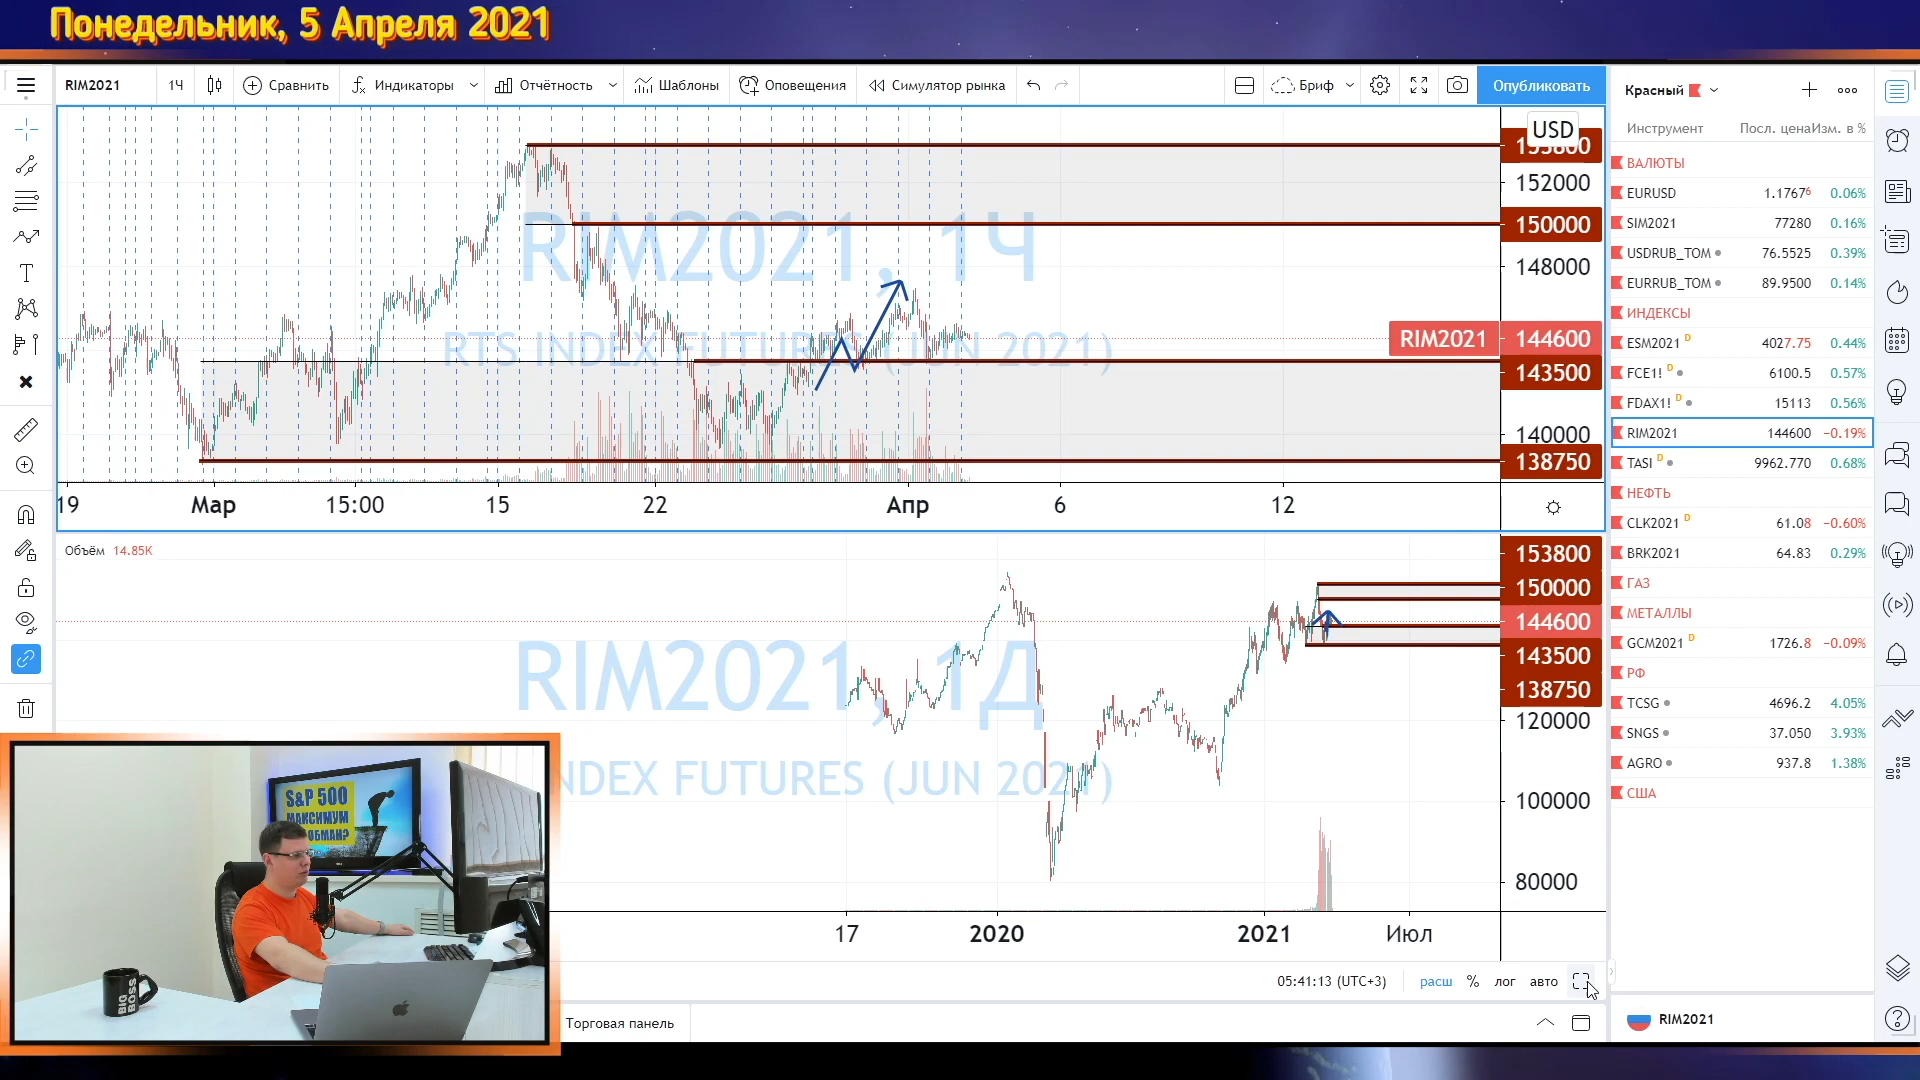 Понедельник, 5 Апреля 2021
RIM2021 1Ч Сравнить Индикаторы Отчётность Шаблоны Оповещения Симулятор рынка Бриф Опубликовать
USD
153800
152000
150000
148000
RIM2021 144600
143500
140000
138750
RIM2021, 1Ч
RTS INDEX FUTURES (JUN 2021)
19 Мар 15:00 15 22 Апр 6 12
Объём 14.85K
153800
150000
144600
143500
138750
120000
100000
80000
RIM2021, 1Д
INDEX FUTURES (JUN 2021)
17 2020 2021 Июл
05:41:13 (UTC+3) расш % лог авто
Торговая панель
S&P 500
МАКСИМУМ
ОБМАН?
BIG BOSS
Красный
Инструмент Посл. цена Изм. в %
ВАЛЮТЫ
EURUSD 1.17676 0.06%
SIM2021 77280 0.16%
USDRUB_TOM 76.5525 0.39%
EURRUB_TOM 89.9500 0.14%
ИНДЕКСЫ
ESM2021 D 4027.75 0.44%
FCE1! D 6100.5 0.57%
FDAX1! D 15113 0.56%
RIM2021 144600 −0.19%
TASI D 9962.770 0.68%
НЕФТЬ
CLK2021 D 61.08 −0.60%
BRK2021 64.83 0.29%
ГАЗ
МЕТАЛЛЫ
GCM2021 D 1726.8 −0.09%
РФ
TCSG 4696.2 4.05%
SNGS 37.050 3.93%
AGRO 937.8 1.38%
США
RIM2021